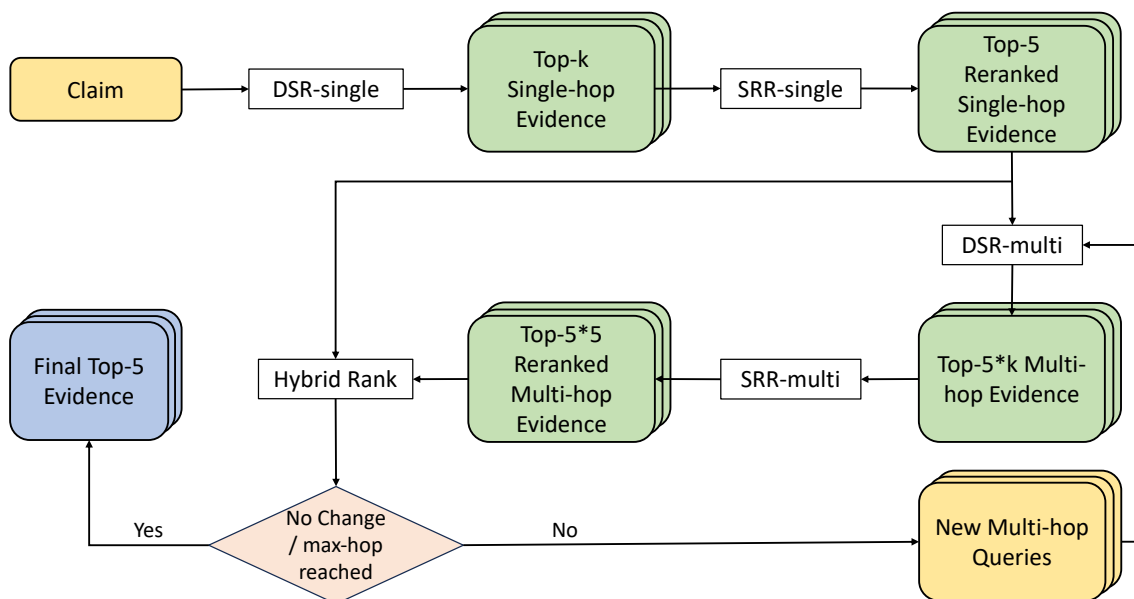 Claim
DSR-single
Top-k
Single-hop
Evidence
SRR-single
Top-5
Reranked
Single-hop
Evidence
DSR-multi
Final Top-5
Evidence
Hybrid Rank
Top-5*5
Reranked
Multi-hop
Evidence
SRR-multi
Top-5*k Multi-
hop Evidence
Yes
No Change
/ max-hop
reached
No
New Multi-hop
Queries